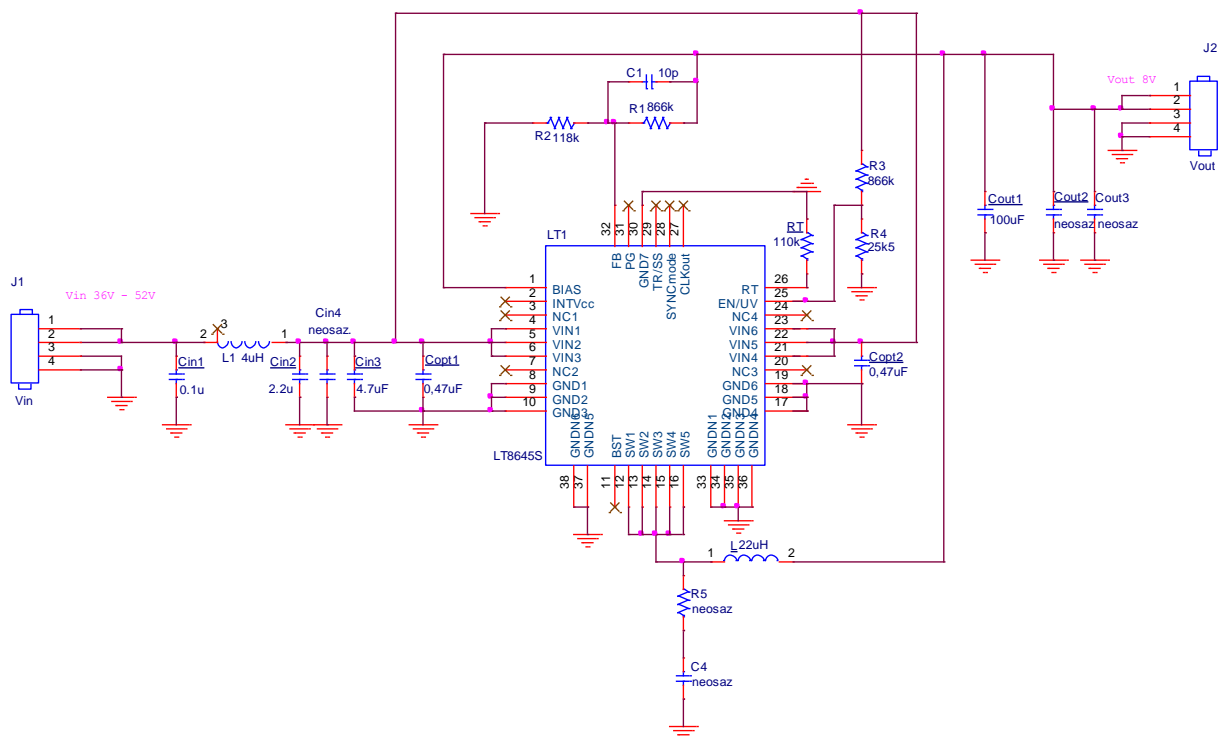 J2
Vout 8V
1
2
3
4
Vout
C1 10p
R1 866k
R2 118k
R3
866k
R4
25k5
RT
110k
Cout1
100uF
Cout2
neosaz
Cout3
neosaz
J1
Vin 36V - 52V
1
2
3
4
Vin
Cin1
0.1u
2
3
1
L1 4uH
Cin4
neosaz.
Cin2
2.2u
Cin3
4.7uF
Copt1
0,47uF
LT1
LT8645S
32 FB
31 PG
30 GND7
29 TR/SS
28 SYNCmode
27 CLKout
1 BIAS
2 INTVcc
3 NC1
4 VIN1
5 VIN2
6 VIN3
7 NC2
8 GND1
9 GND2
10 GND3
26 RT
25 EN/UV
24 NC4
23 VIN6
22 VIN5
21 VIN4
20 NC3
19 GND6
18 GND5
17 GND4
38 GNDN6
37 GNDN5
11 BST
12 SW1
13 SW2
14 SW3
15 SW4
16 SW5
33 GNDN1
34 GNDN2
35 GNDN3
36 GNDN4
Copt2
0,47uF
1
L 22uH
2
R5
neosaz
C4
neosaz